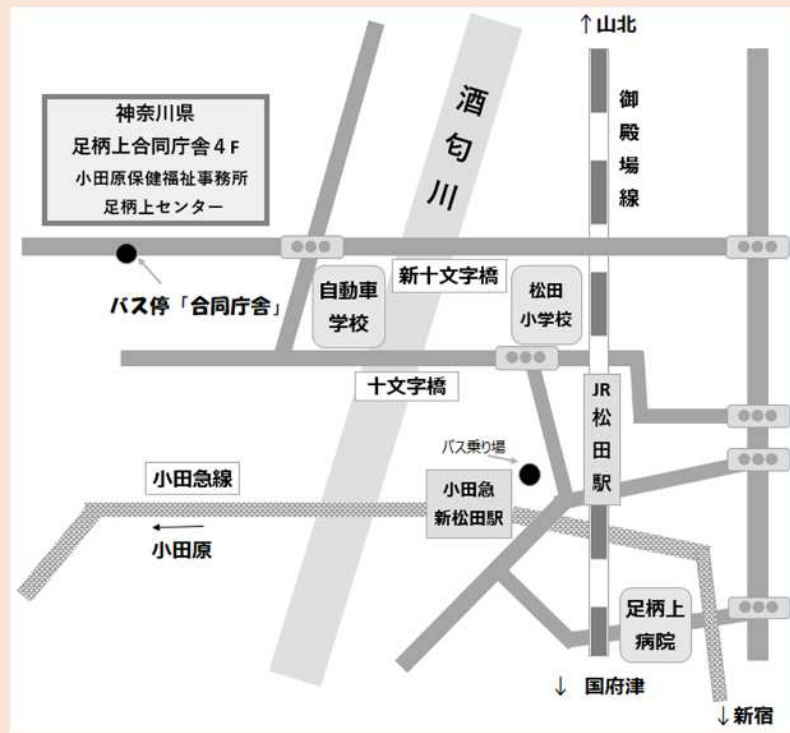 ↑山北
神奈川県
足柄上合同庁舎4F
小田原保健福祉事務所
足柄上センター
酒匂川
御殿場線
バス停「合同庁舎」
自動車
学校
新十文字橋
松田
小学校
十文字橋
JR
松田駅
バス乗り場
小田急線
小田急
新松田駅
←
小田原
足柄上
病院
↓ 国府津
↓新宿